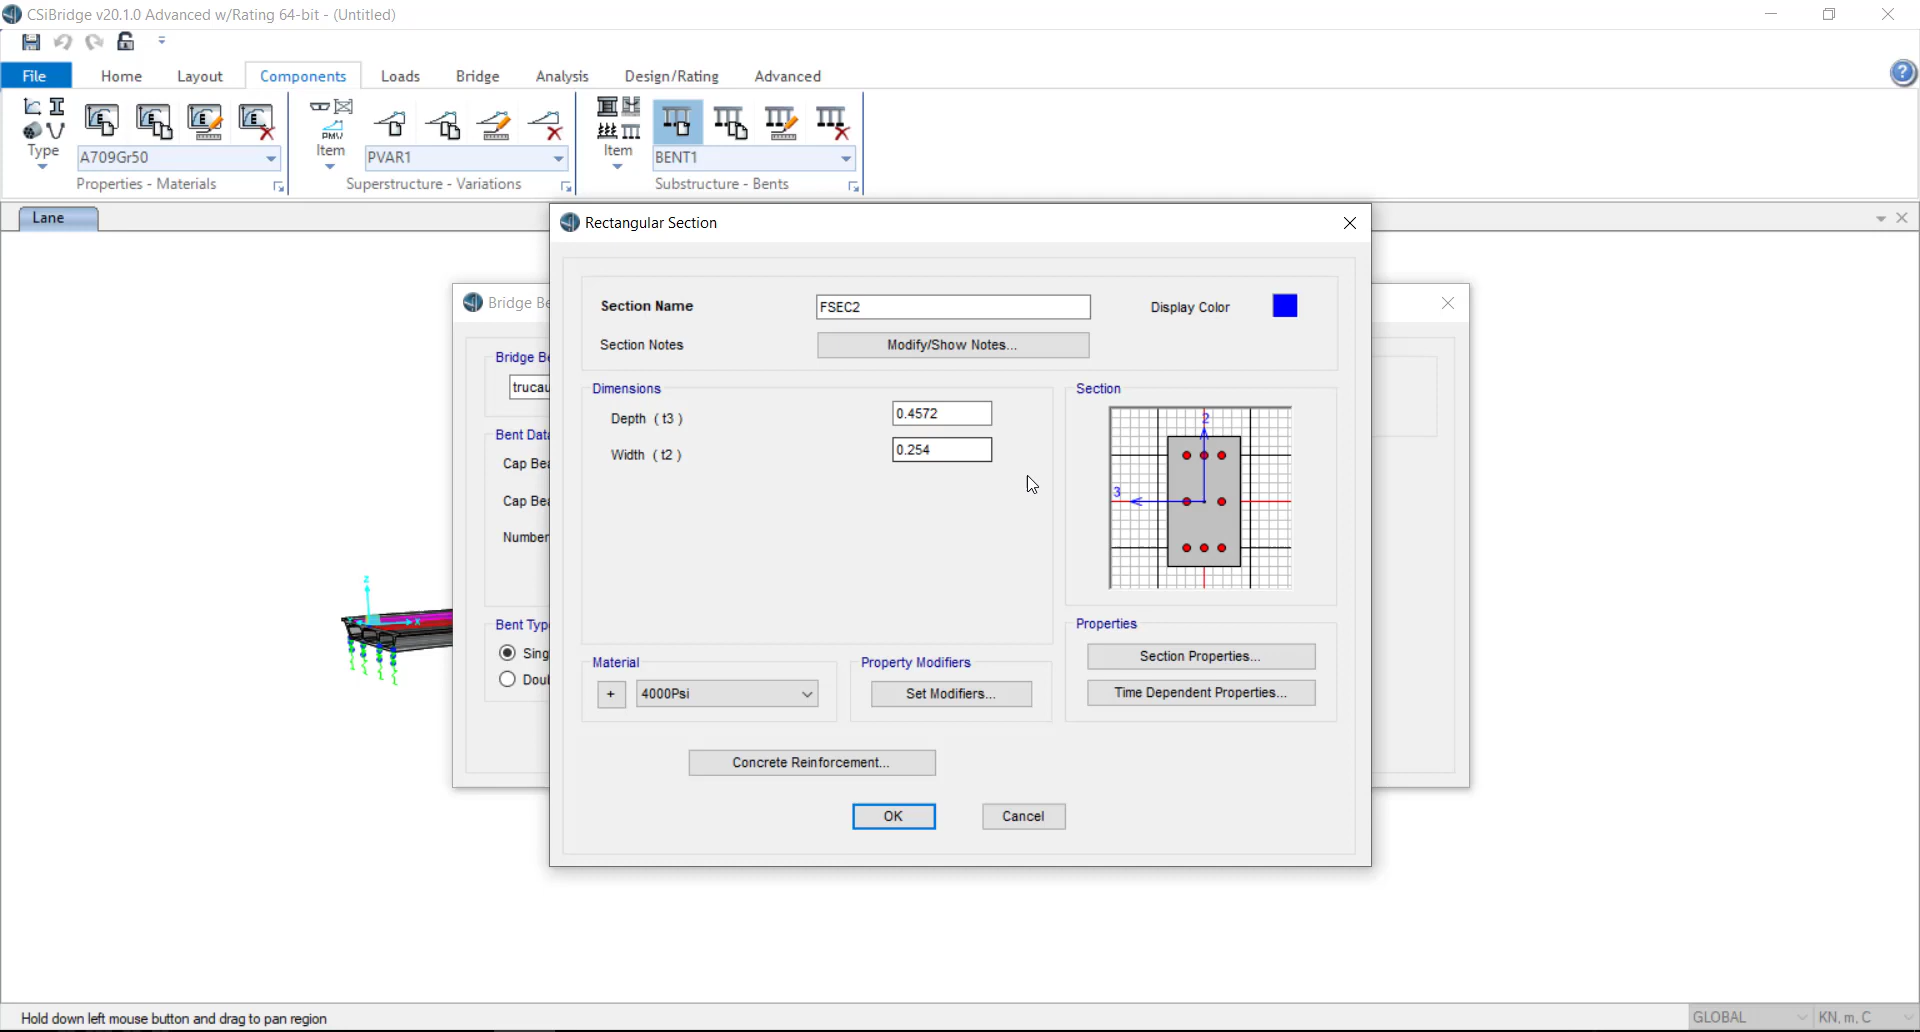 CSiBridge v20.1.0 Advanced w/Rating 64-bit - (Untitled)
File Home Layout Components Loads Bridge Analysis Design/Rating Advanced
Type
A709Gr50
Properties - Materials
PMV
Item
PVAR1
Superstructure - Variations
Item
BENT1
Substructure - Bents
Lane
Bridge Be
Bridge Be
trucau
Bent Data
Cap Bea
Cap Bea
Number
Bent Type
Sing
Doul
Z
X
Rectangular Section
Section Name FSEC2 Display Color
Section Notes Modify/Show Notes...
Dimensions
Depth ( t3 ) 0.4572
Width ( t2 ) 0.254
Section
2
3
Material
+ 4000Psi
Property Modifiers
Set Modifiers...
Properties
Section Properties...
Time Dependent Properties...
Concrete Reinforcement...
OK Cancel
Hold down left mouse button and drag to pan region
GLOBAL KN, m, C